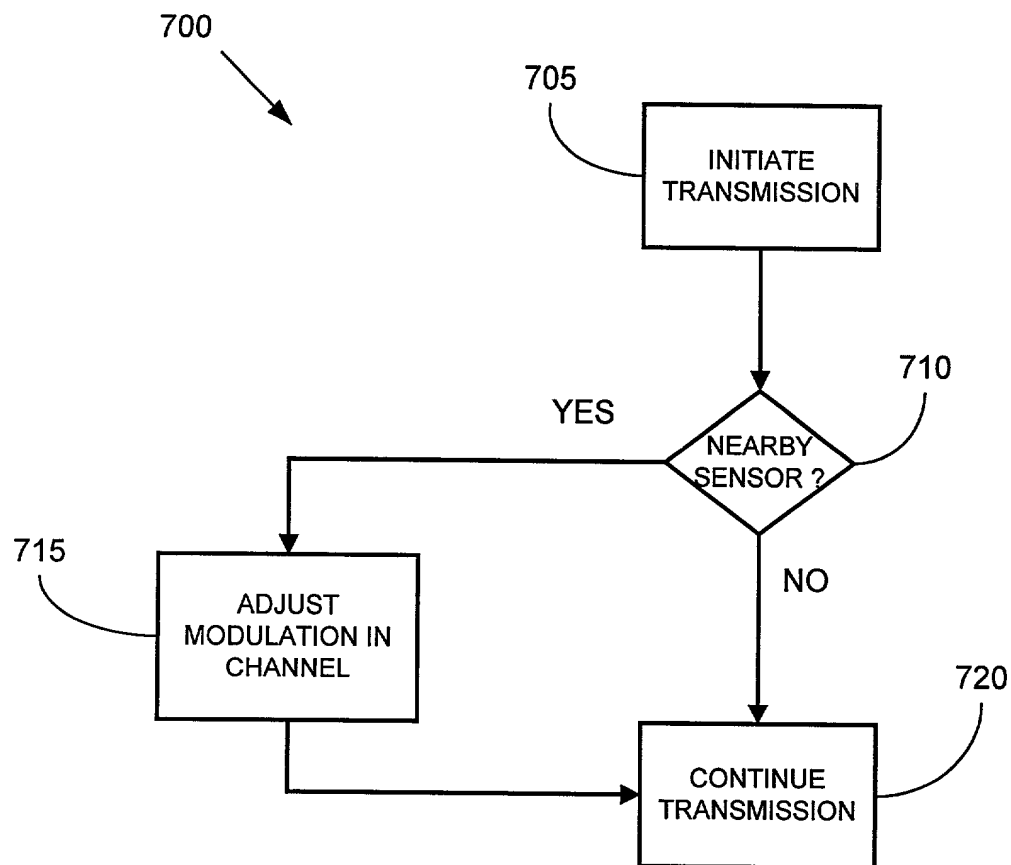 700
705
INITIATE
TRANSMISSION
710
YES
NEARBY
SENSOR ?
715
NO
ADJUST
MODULATION IN
CHANNEL
720
CONTINUE
TRANSMISSION